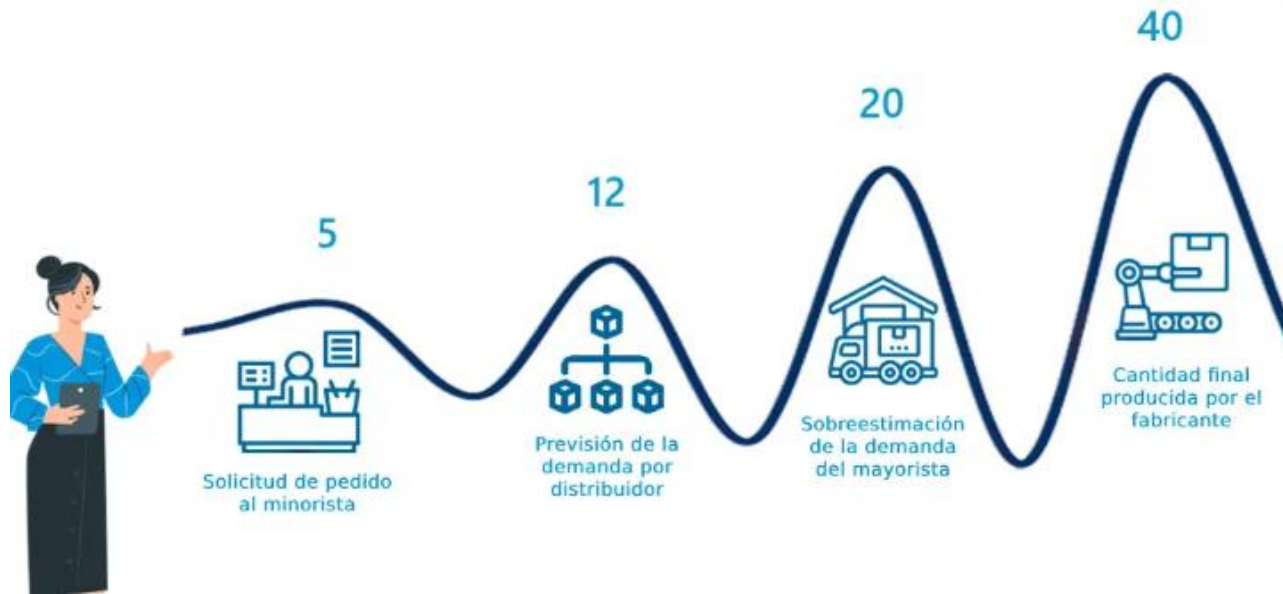 5
Solicitud de pedido
al minorista
12
Previsión de la
demanda por
distribuidor
20
Sobreestimación
de la demanda
del mayorista
40
Cantidad final
producida por el
fabricante